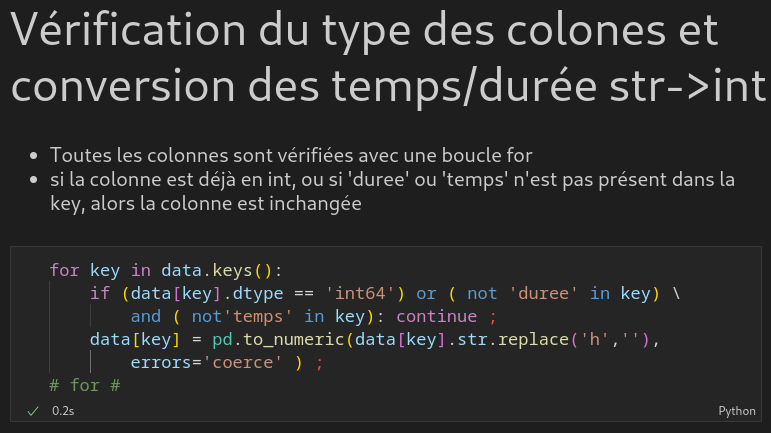 Vérification du type des colones et
conversion des temps/durée str->int
• Toutes les colonnes sont vérifiées avec une boucle for
• si la colonne est déjà en int, ou si 'duree' ou 'temps' n'est pas présent dans la
key, alors la colonne est inchangée
for key in data.keys():
    if (data[key].dtype == 'int64') or ( not 'duree' in key) \
        and ( not'temps' in key): continue ;
    data[key] = pd.to_numeric(data[key].str.replace('h',''),
        errors='coerce' ) ;
# for #
✓ 0.2s Python